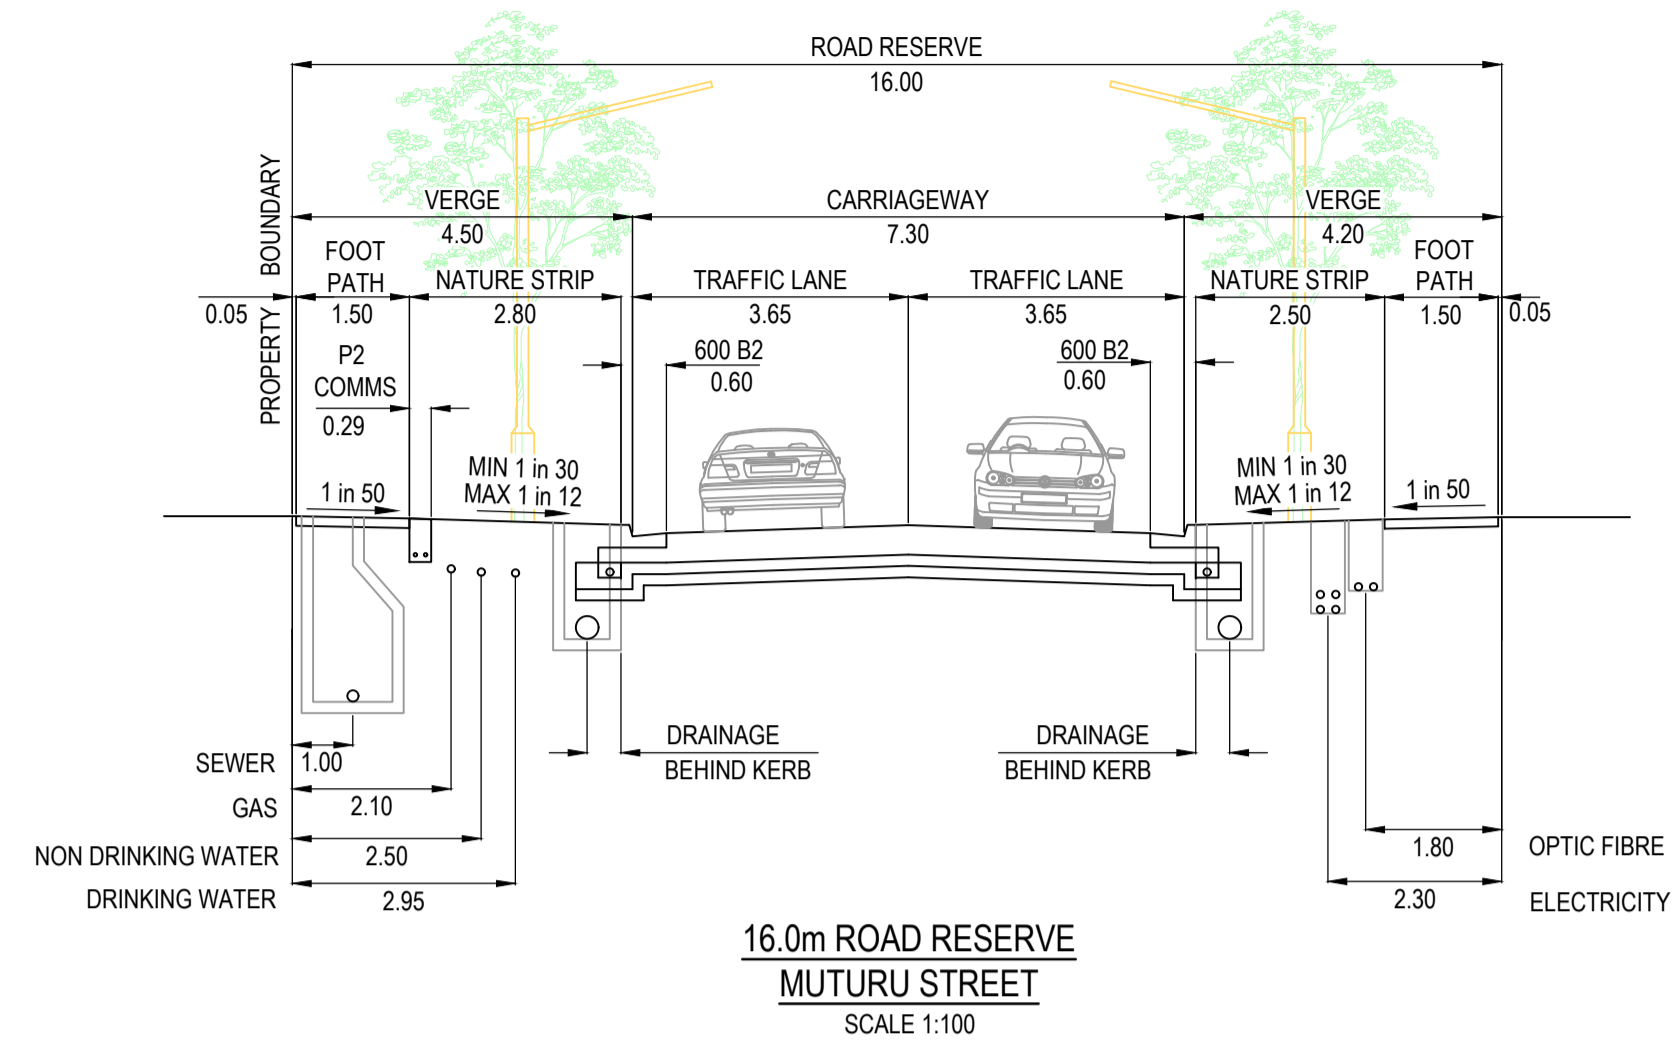 ROAD RESERVE
16.00
PROPERTY BOUNDARY
VERGE
4.50
CARRIAGEWAY
7.30
VERGE
4.20
FOOT
PATH
1.50
NATURE STRIP
2.80
TRAFFIC LANE
3.65
TRAFFIC LANE
3.65
NATURE STRIP
2.50
FOOT
PATH
1.50
0.05
0.05
P2
COMMS
0.29
600 B2
0.60
600 B2
0.60
1 in 50
MIN 1 in 30
MAX 1 in 12
MIN 1 in 30
MAX 1 in 12
1 in 50
DRAINAGE
BEHIND KERB
DRAINAGE
BEHIND KERB
SEWER
1.00
GAS
2.10
NON DRINKING WATER
2.50
DRINKING WATER
2.95
1.80
OPTIC FIBRE
2.30
ELECTRICITY
16.0m ROAD RESERVE
MUTURU STREET
SCALE 1:100